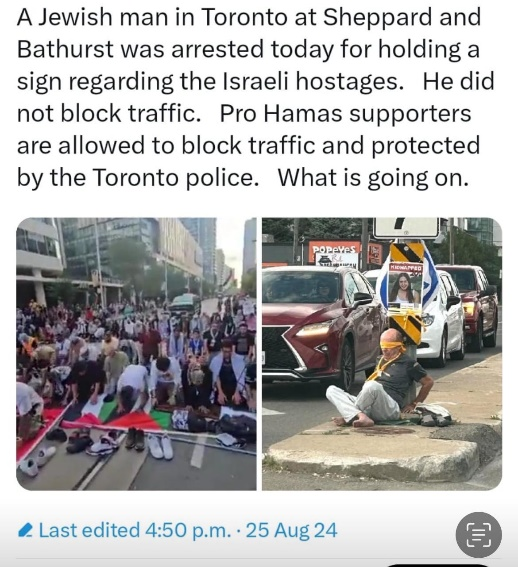 A Jewish man in Toronto at Sheppard and
Bathurst was arrested today for holding a
sign regarding the Israeli hostages. He did
not block traffic. Pro Hamas supporters
are allowed to block traffic and protected
by the Toronto police. What is going on.
POPEYES
KIDNAPPED
Last edited 4:50 p.m. · 25 Aug 24